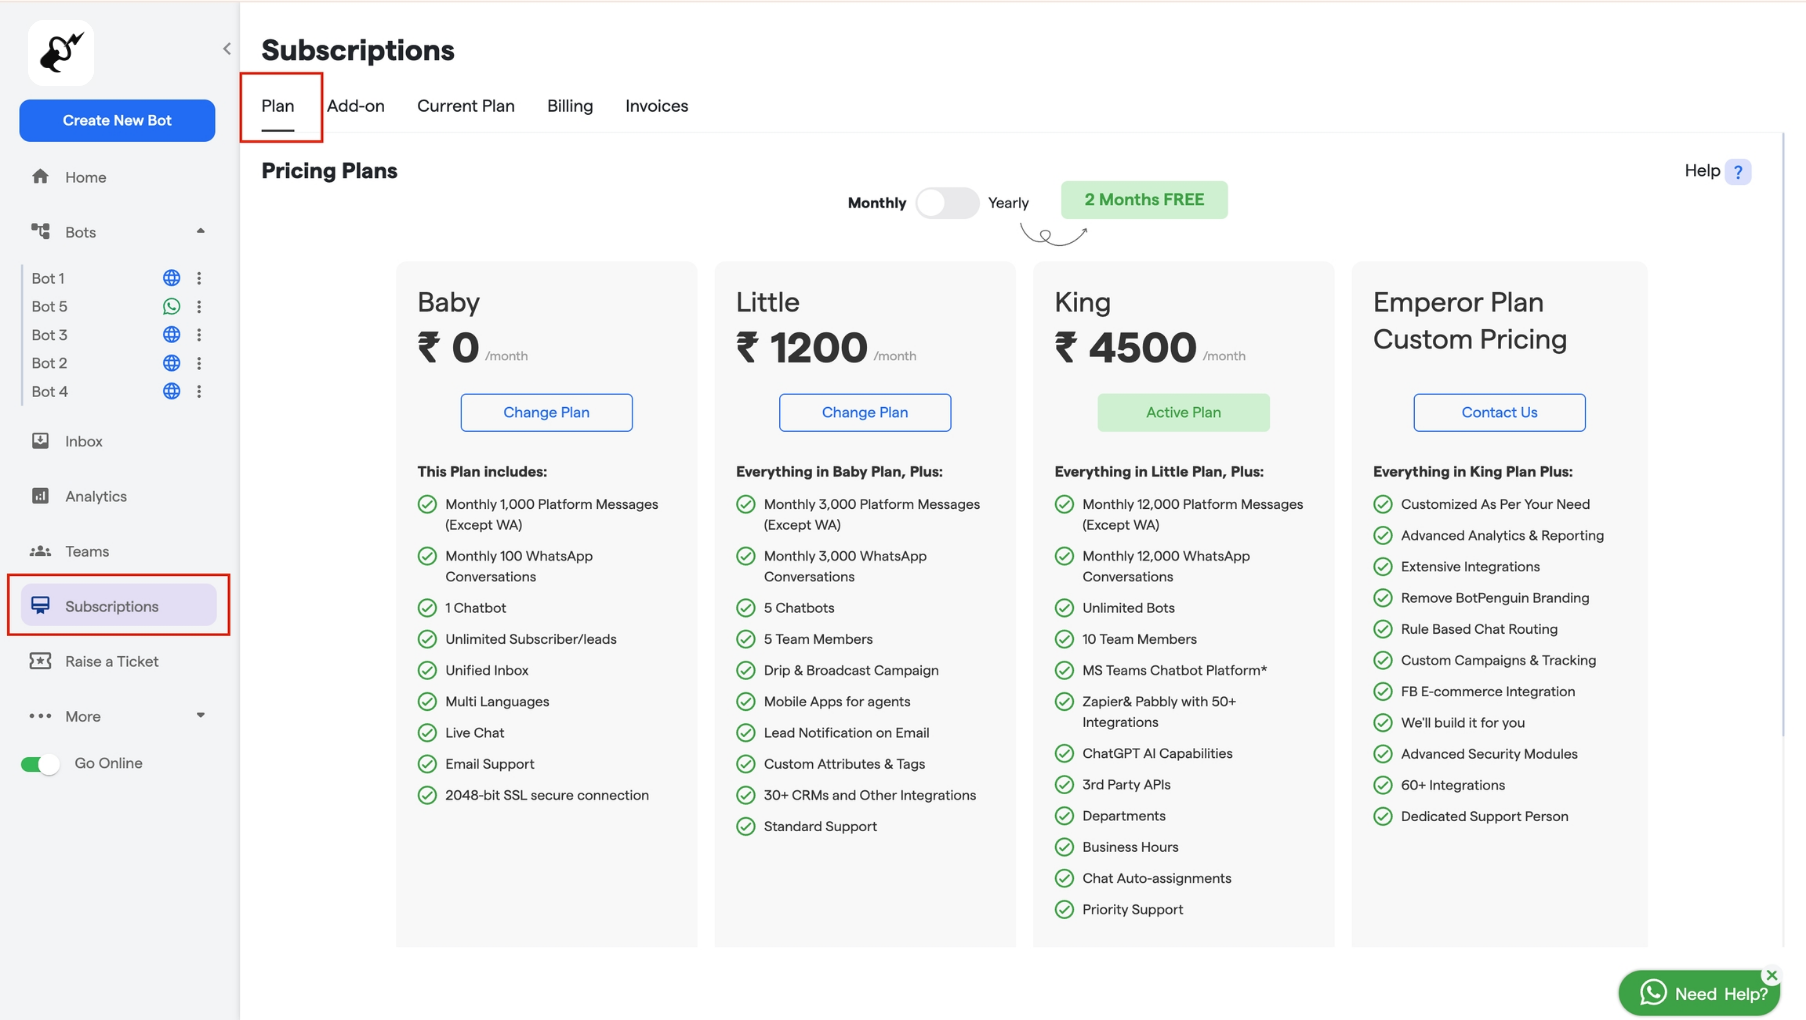 Subscriptions
Plan Add-on Current Plan Billing Invoices
Create New Bot
Home
Bots
Bot 1
Bot 5
Bot 3
Bot 2
Bot 4
Inbox
Analytics
Teams
Subscriptions
Raise a Ticket
More
Go Online
Pricing Plans
Help ?
Monthly Yearly 2 Months FREE
Baby
₹ 0 /month
Change Plan
This Plan includes:
Monthly 1,000 Platform Messages
(Except WA)
Monthly 100 WhatsApp
Conversations
1 Chatbot
Unlimited Subscriber/leads
Unified Inbox
Multi Languages
Live Chat
Email Support
2048-bit SSL secure connection
Little
₹ 1200 /month
Change Plan
Everything in Baby Plan, Plus:
Monthly 3,000 Platform Messages
(Except WA)
Monthly 3,000 WhatsApp
Conversations
5 Chatbots
5 Team Members
Drip & Broadcast Campaign
Mobile Apps for agents
Lead Notification on Email
Custom Attributes & Tags
30+ CRMs and Other Integrations
Standard Support
King
₹ 4500 /month
Active Plan
Everything in Little Plan, Plus:
Monthly 12,000 Platform Messages
(Except WA)
Monthly 12,000 WhatsApp
Conversations
Unlimited Bots
10 Team Members
MS Teams Chatbot Platform*
Zapier& Pabbly with 50+
Integrations
ChatGPT AI Capabilities
3rd Party APIs
Departments
Business Hours
Chat Auto-assignments
Priority Support
Emperor Plan
Custom Pricing
Contact Us
Everything in King Plan Plus:
Customized As Per Your Need
Advanced Analytics & Reporting
Extensive Integrations
Remove BotPenguin Branding
Rule Based Chat Routing
Custom Campaigns & Tracking
FB E-commerce Integration
We'll build it for you
Advanced Security Modules
60+ Integrations
Dedicated Support Person
Need Help?